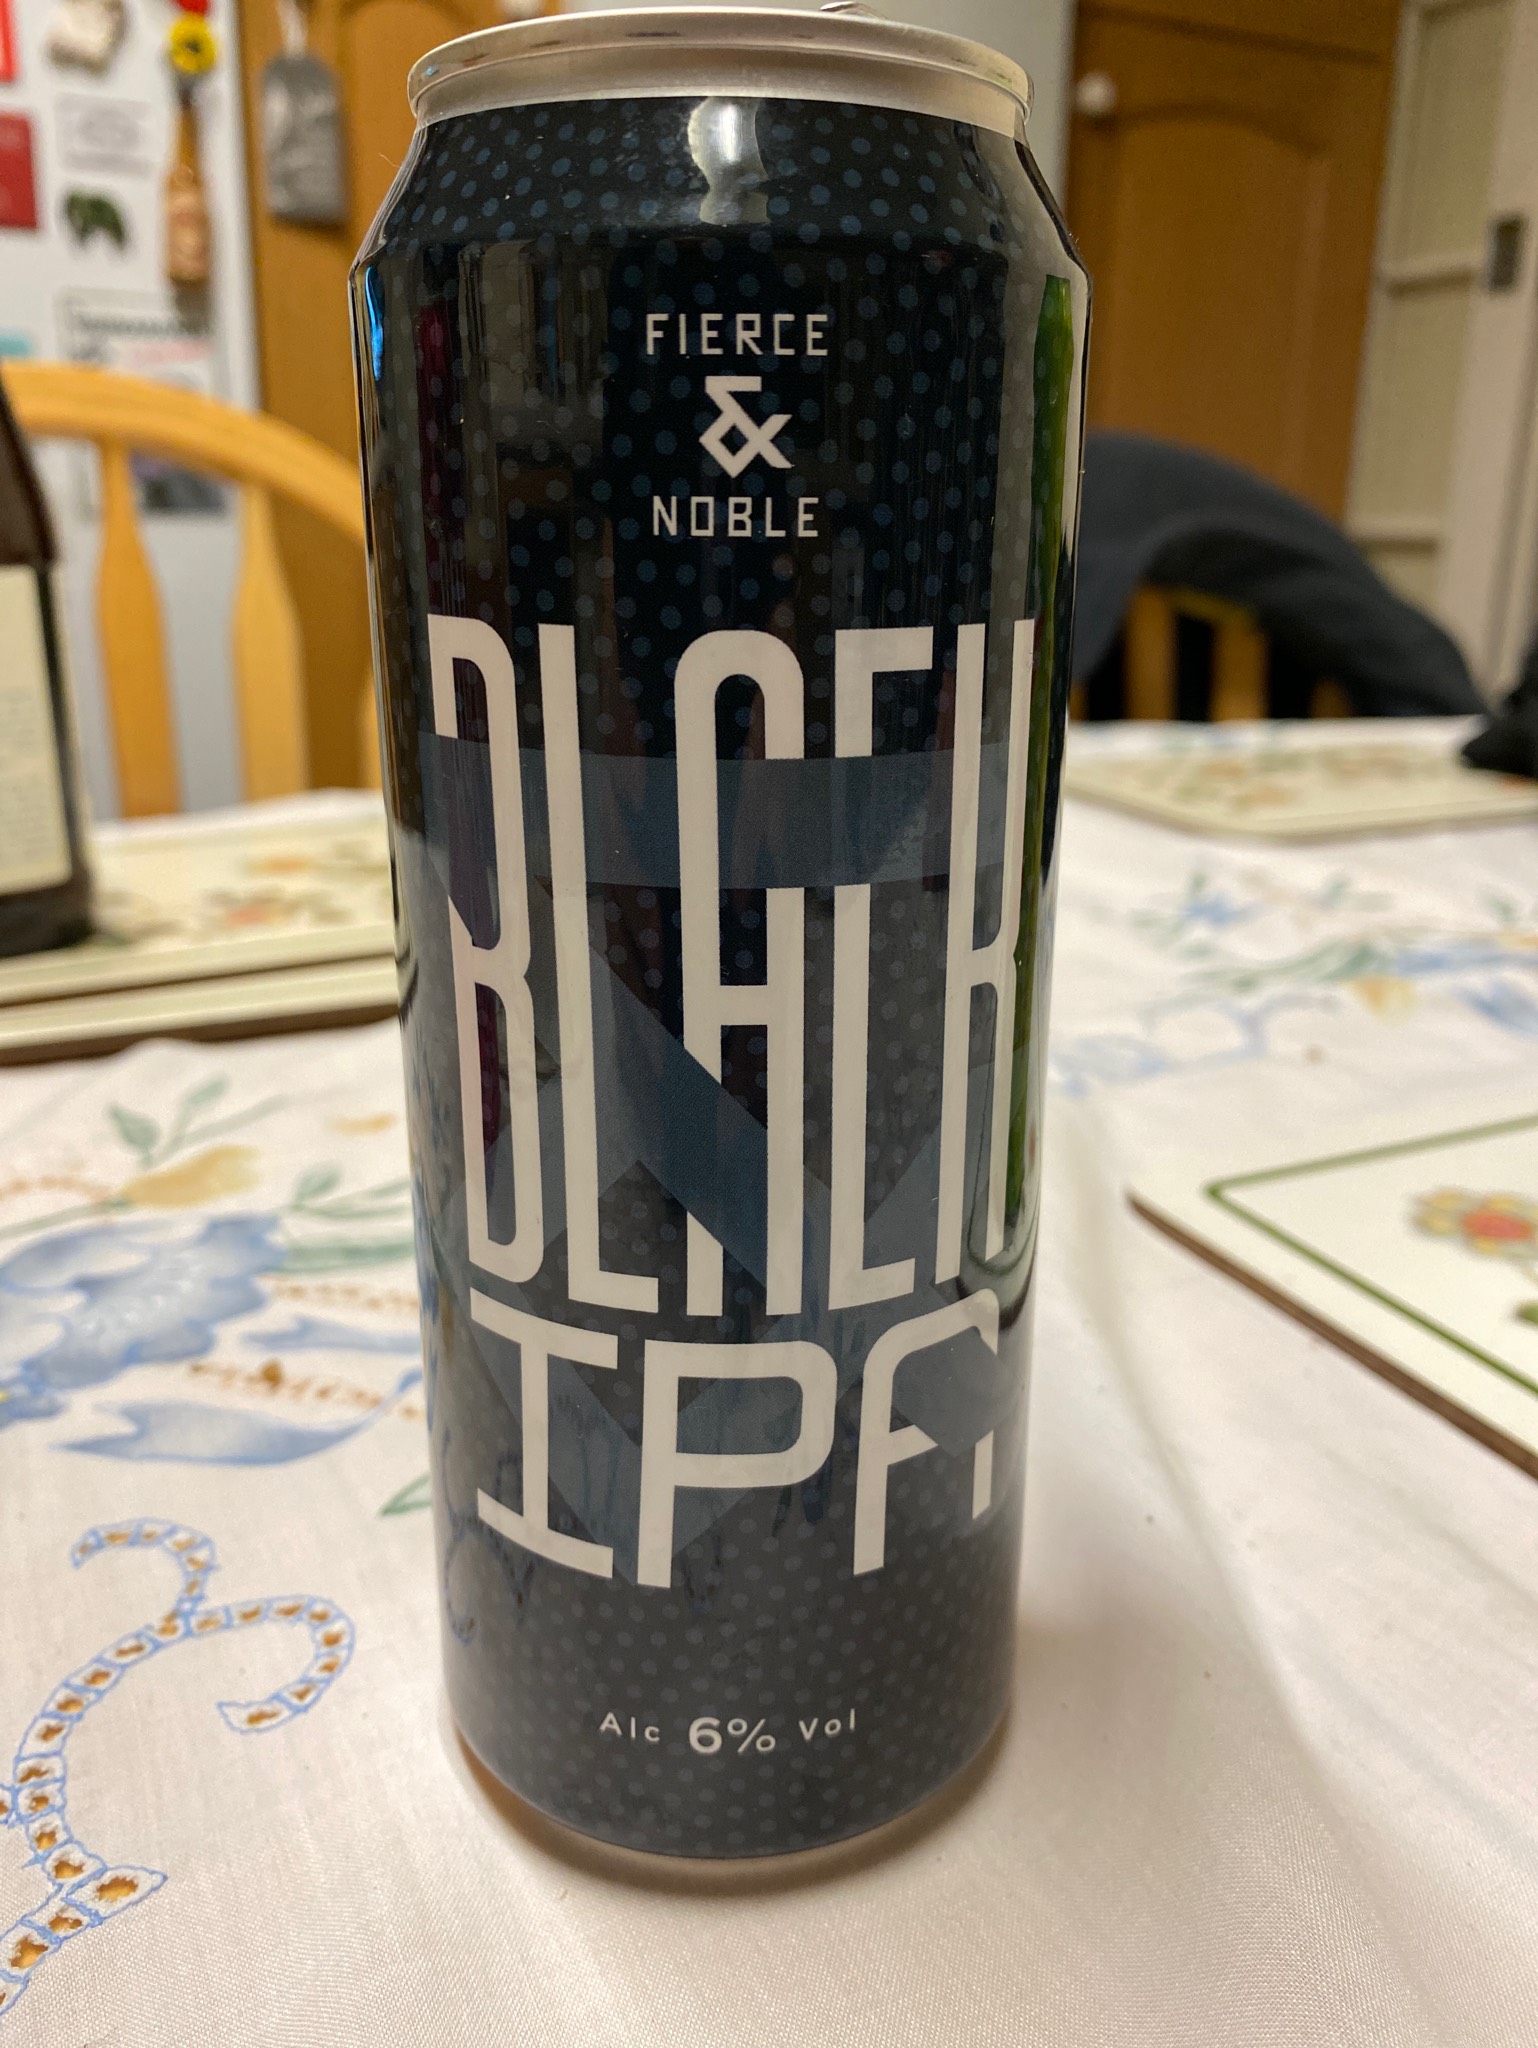 FIERCE
&
NOBLE
BLACK
IPA
Alc 6% Vol